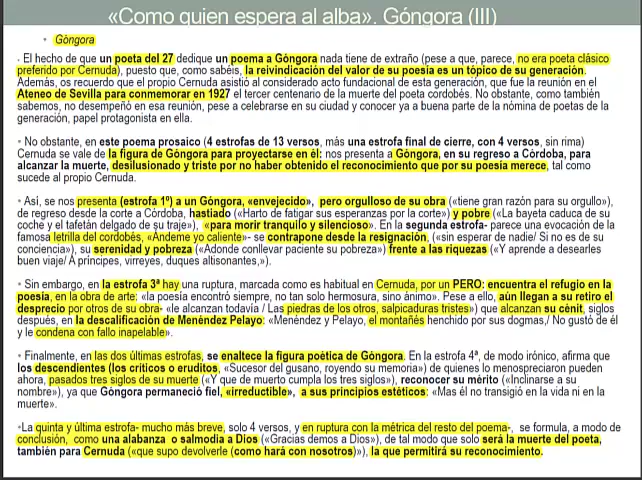 «Como quien espera al alba». Góngora (III)
• Góngora
· El hecho de que un poeta del 27 dedique un poema a Góngora nada tiene de extraño (pese a que, parece, no era poeta clásico
preferido por Cernuda), puesto que, como sabéis, la reivindicación del valor de su poesía es un tópico de su generación.
Además, os recuerdo que el propio Cernuda asistió al considerado acto fundacional de esta generación, que fue la reunión en el
Ateneo de Sevilla para conmemorar en 1927 el tercer centenario de la muerte del poeta cordobés. No obstante, como también
sabemos, no desempeñó en esa reunión, pese a celebrarse en su ciudad y conocer ya a buena parte de la nómina de poetas de la
generación, papel protagonista en ella.
• No obstante, en este poema prosaico (4 estrofas de 13 versos, más una estrofa final de cierre, con 4 versos, sin rima)
Cernuda se vale de la figura de Góngora para proyectarse en él: nos presenta a Góngora, en su regreso a Córdoba, para
alcanzar la muerte, desilusionado y triste por no haber obtenido el reconocimiento que por su poesía merece, tal como
sucede al propio Cernuda.
• Así, se nos presenta (estrofa 1ª) a un Góngora, «envejecido», pero orgulloso de su obra («tiene gran razón para su orgullo»),
de regreso desde la corte a Córdoba, hastiado («Harto de fatigar sus esperanzas por la corte») y pobre («La bayeta caduca de su
coche y el tafetán delgado de su traje»), «para morir tranquilo y silencioso». En la segunda estrofa- parece una evocación de la
famosa letrilla del cordobés, «Ándeme yo caliente»- se contrapone desde la resignación, («sin esperar de nadie/ Si no es de su
conciencia»), su serenidad y pobreza («Adonde conllevar paciente su pobreza») frente a las riquezas («Y aprende a desearles
buen viaje/ A príncipes, virreyes, duques altisonantes,»).
• Sin embargo, en la estrofa 3ª hay una ruptura, marcada como es habitual en Cernuda, por un PERO: encuentra el refugio en la
poesía, en la obra de arte: «la poesía encontró siempre, no tan solo hermosura, sino ánimo». Pese a ello, aún llegan a su retiro el
desprecio por otros de su obra- «le alcanzan todavía / Las piedras de los otros, salpicaduras tristes») que alcanzan su cénit, siglos
después, en la descalificación de Menéndez Pelayo: «Menéndez y Pelayo, el montañés henchido por sus dogmas,/ No gustó de él
y le condena con fallo inapelable».
• Finalmente, en las dos últimas estrofas, se enaltece la figura poética de Góngora. En la estrofa 4ª, de modo irónico, afirma que
los descendientes (los críticos o eruditos, «Sucesor del gusano, royendo su memoria») de quienes lo menospreciaron pueden
ahora, pasados tres siglos de su muerte («Y que de muerto cumpla los tres siglos»), reconocer su mérito («Inclinarse a su
nombre»), ya que Góngora permaneció fiel, «irreductible», a sus principios estéticos: «Mas él no transigió en la vida ni en la
muerte».
•La quinta y última estrofa- mucho más breve, solo 4 versos, y en ruptura con la métrica del resto del poema-, se formula, a modo de
conclusión, como una alabanza o salmodia a Dios («Gracias demos a Dios»), de tal modo que solo será la muerte del poeta,
también para Cernuda («que supo devolverle (como hará con nosotros)»), la que permitirá su reconocimiento.